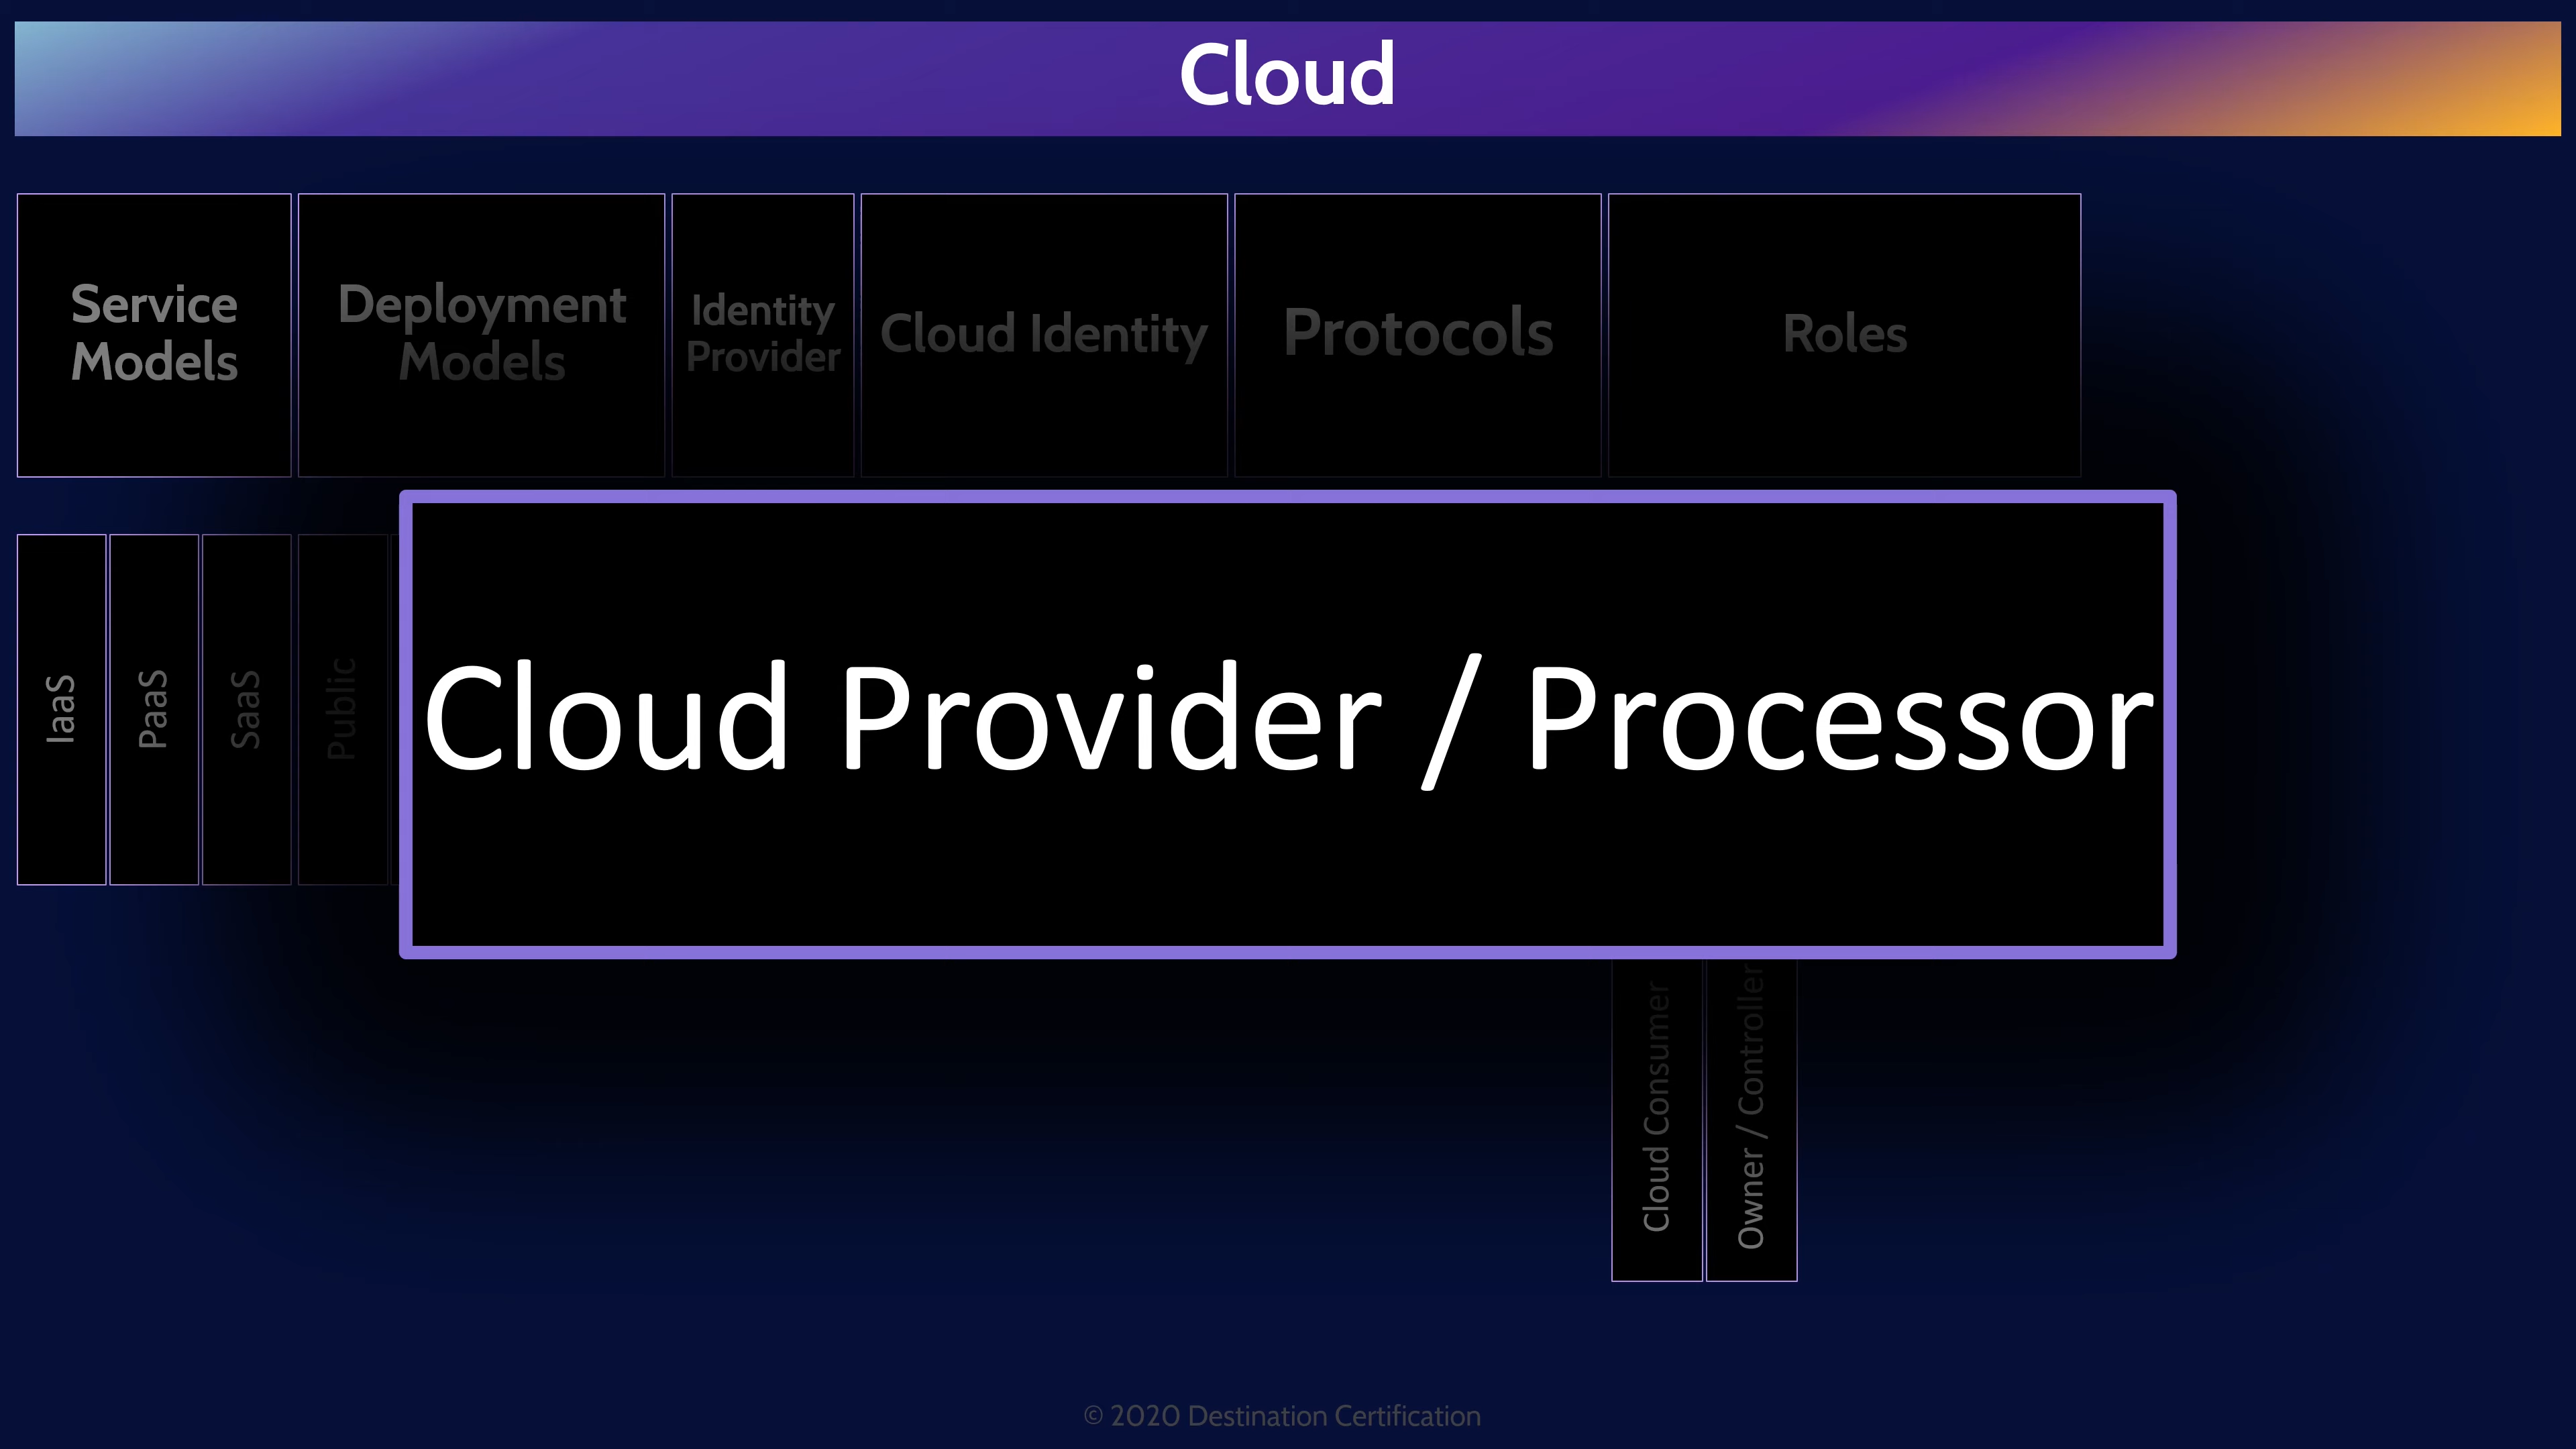 Cloud
Service
Models
Deployment
Models
Identity
Provider
Cloud Identity
Protocols
Roles
IaaS
PaaS
SaaS
Public
Cloud Provider / Processor
Cloud Consumer
Owner / Controller
© 2020 Destination Certification